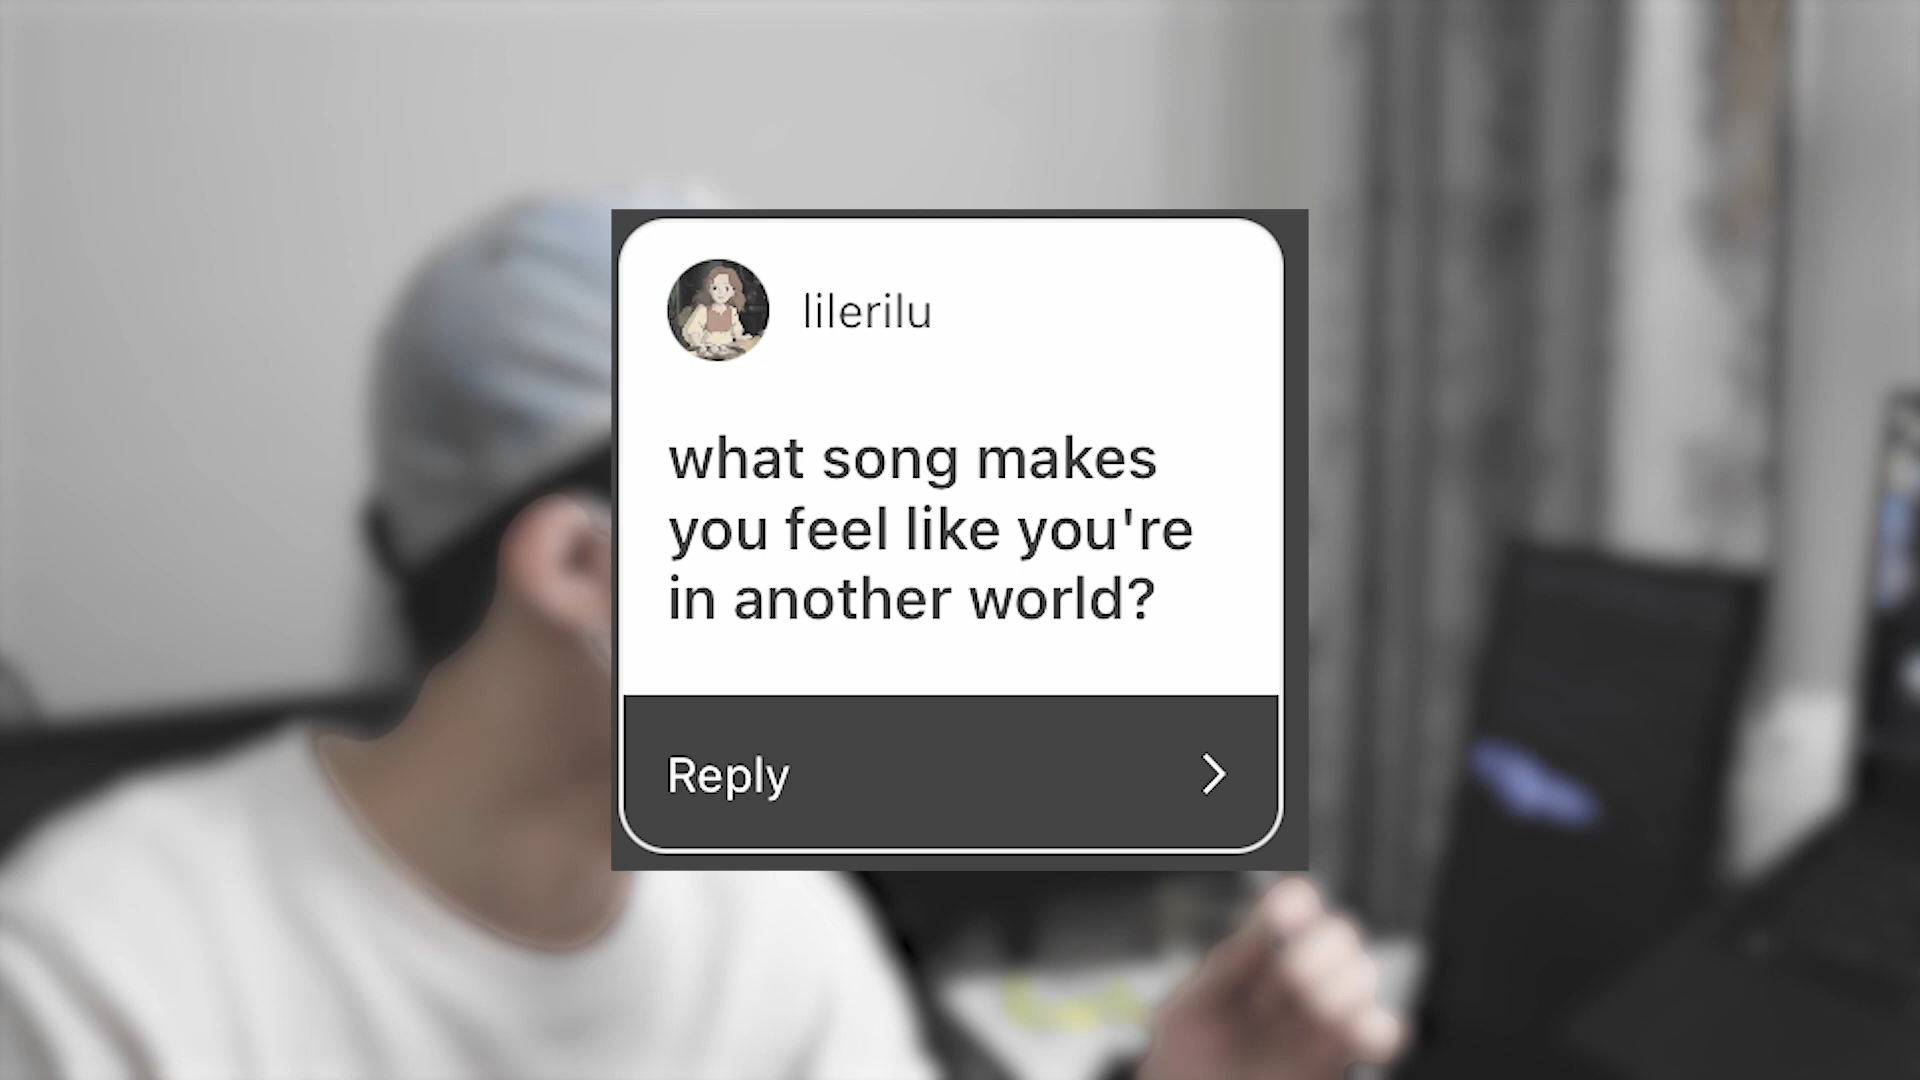 lilerilu
what song makes
you feel like you're
in another world?
Reply